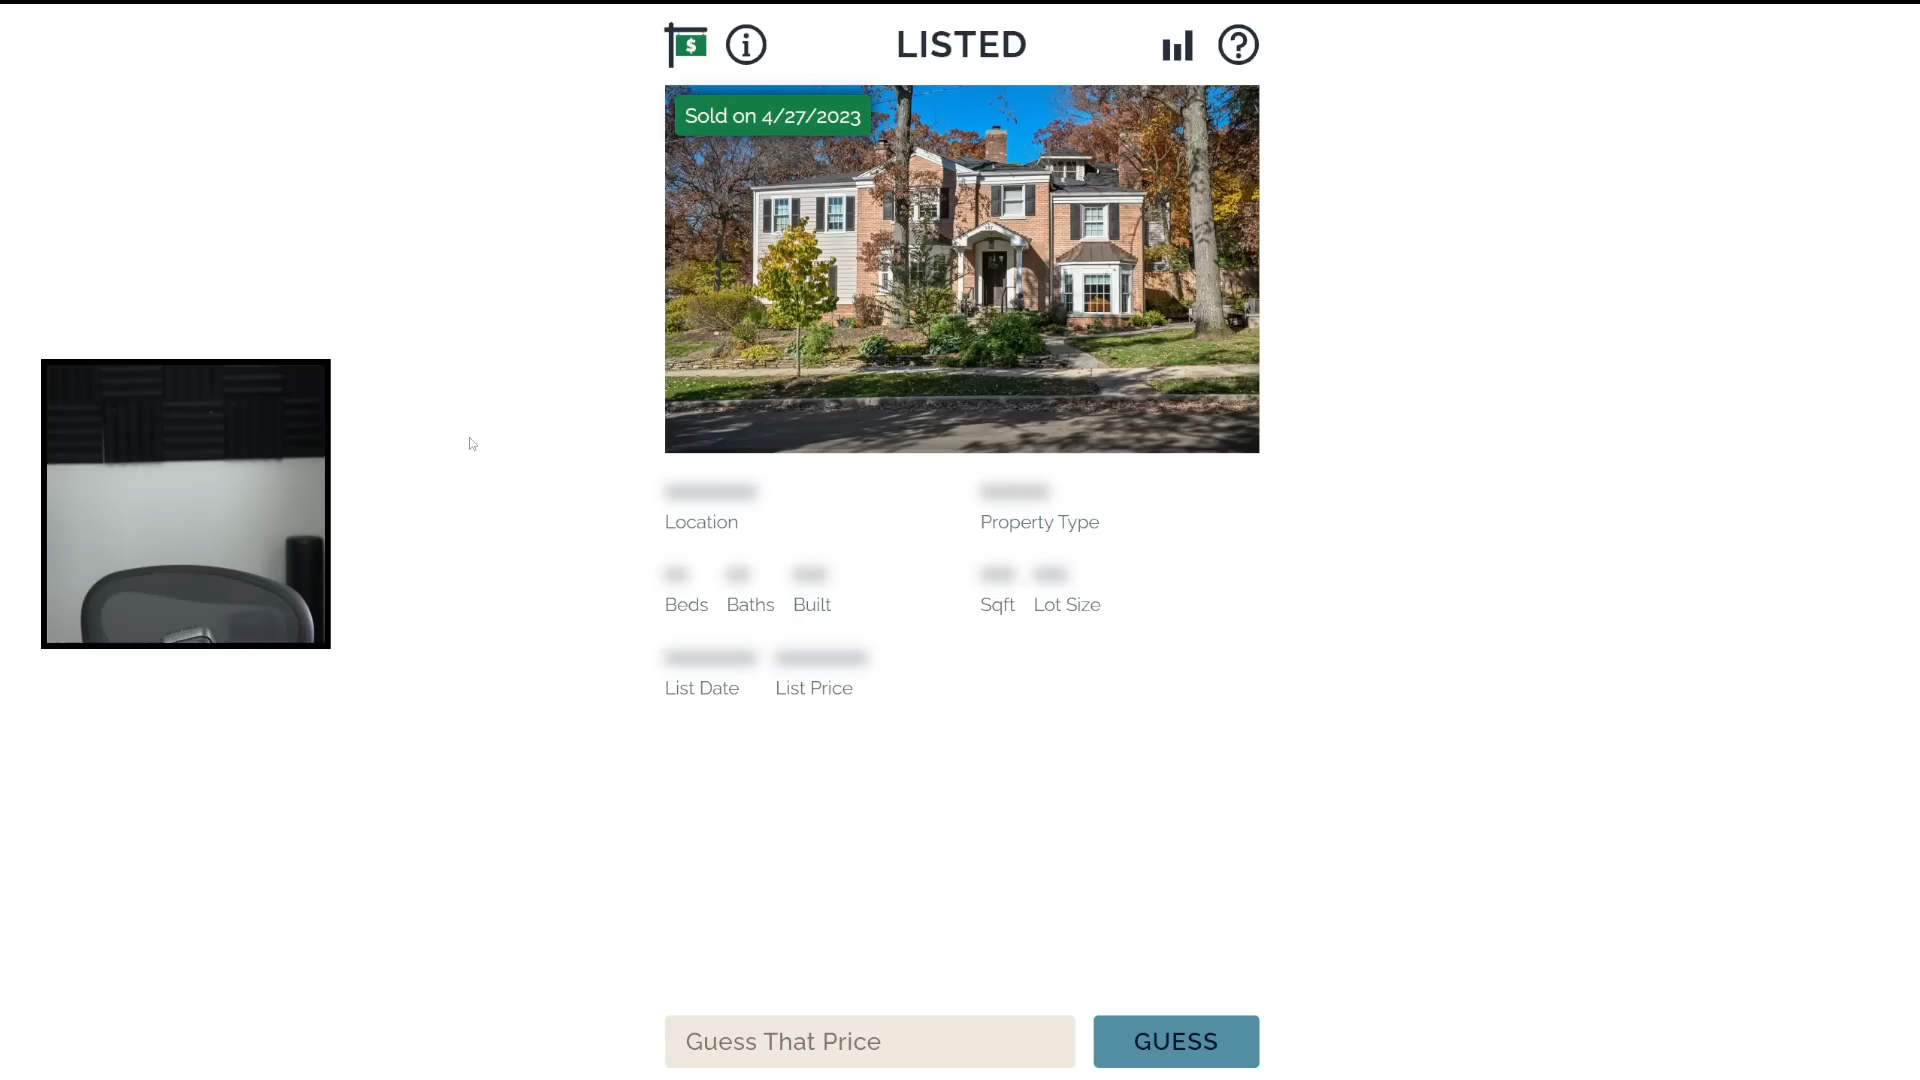 LISTED
Sold on 4/27/2023
Location
Property Type
Beds Baths Built
Sqft Lot Size
List Date List Price
Guess That Price
GUESS